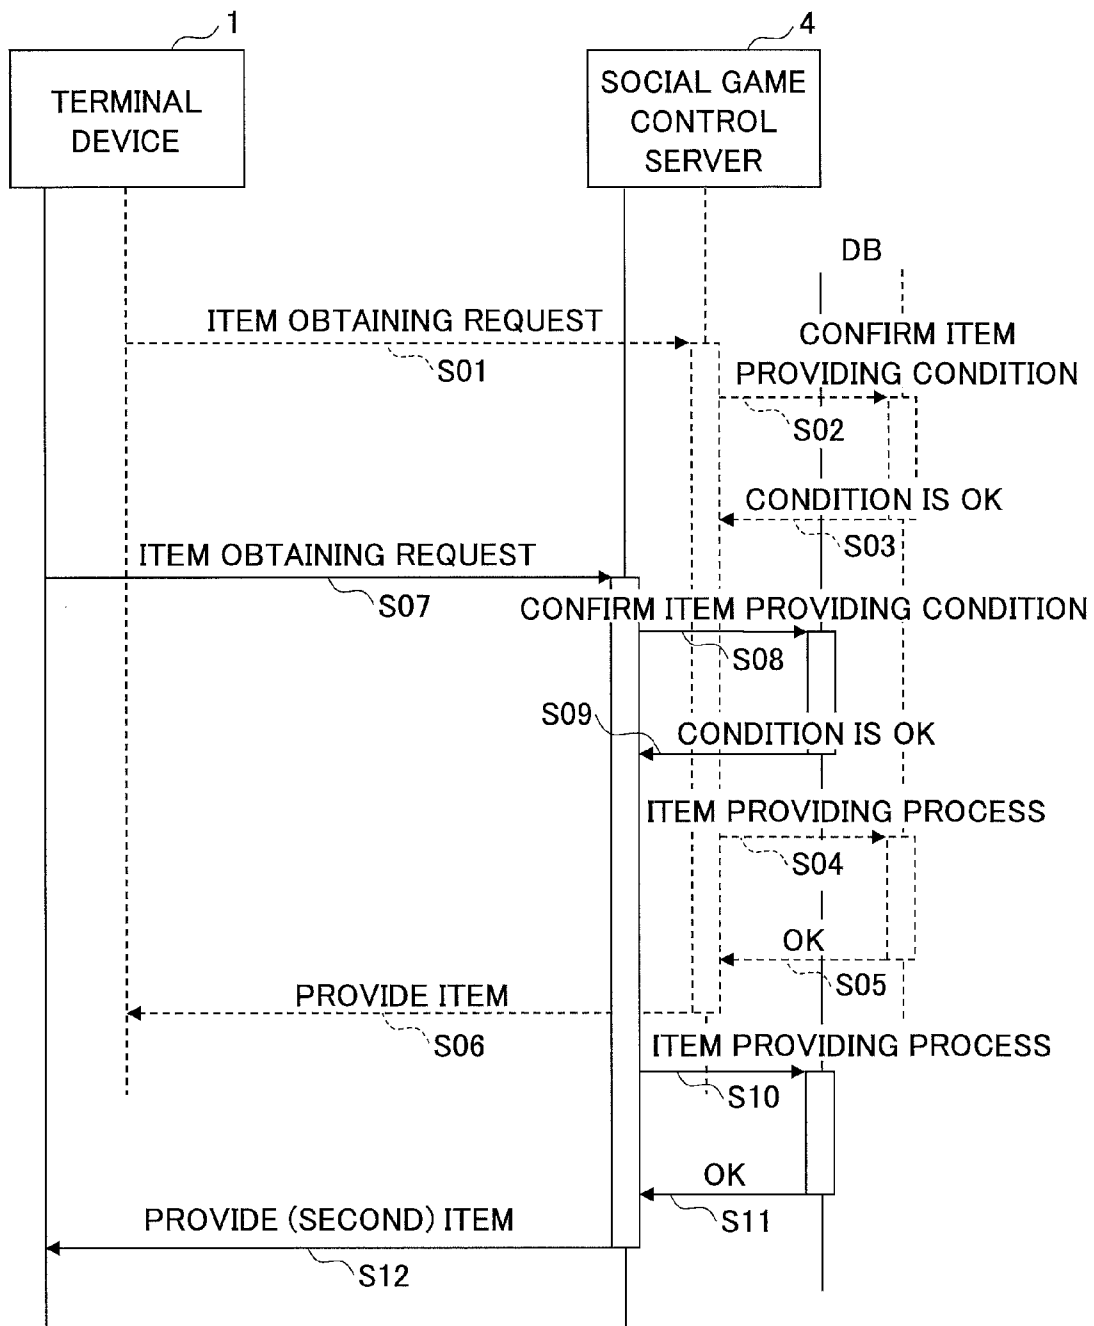 1
4
TERMINAL
DEVICE
SOCIAL GAME
CONTROL
SERVER
DB
ITEM OBTAINING REQUEST
S01
CONFIRM ITEM
PROVIDING CONDITION
S02
CONDITION IS OK
S03
ITEM OBTAINING REQUEST
S07
CONFIRM ITEM PROVIDING CONDITION
S08
S09
CONDITION IS OK
ITEM PROVIDING PROCESS
S04
OK
S05
PROVIDE ITEM
S06
ITEM PROVIDING PROCESS
S10
OK
S11
PROVIDE (SECOND) ITEM
S12